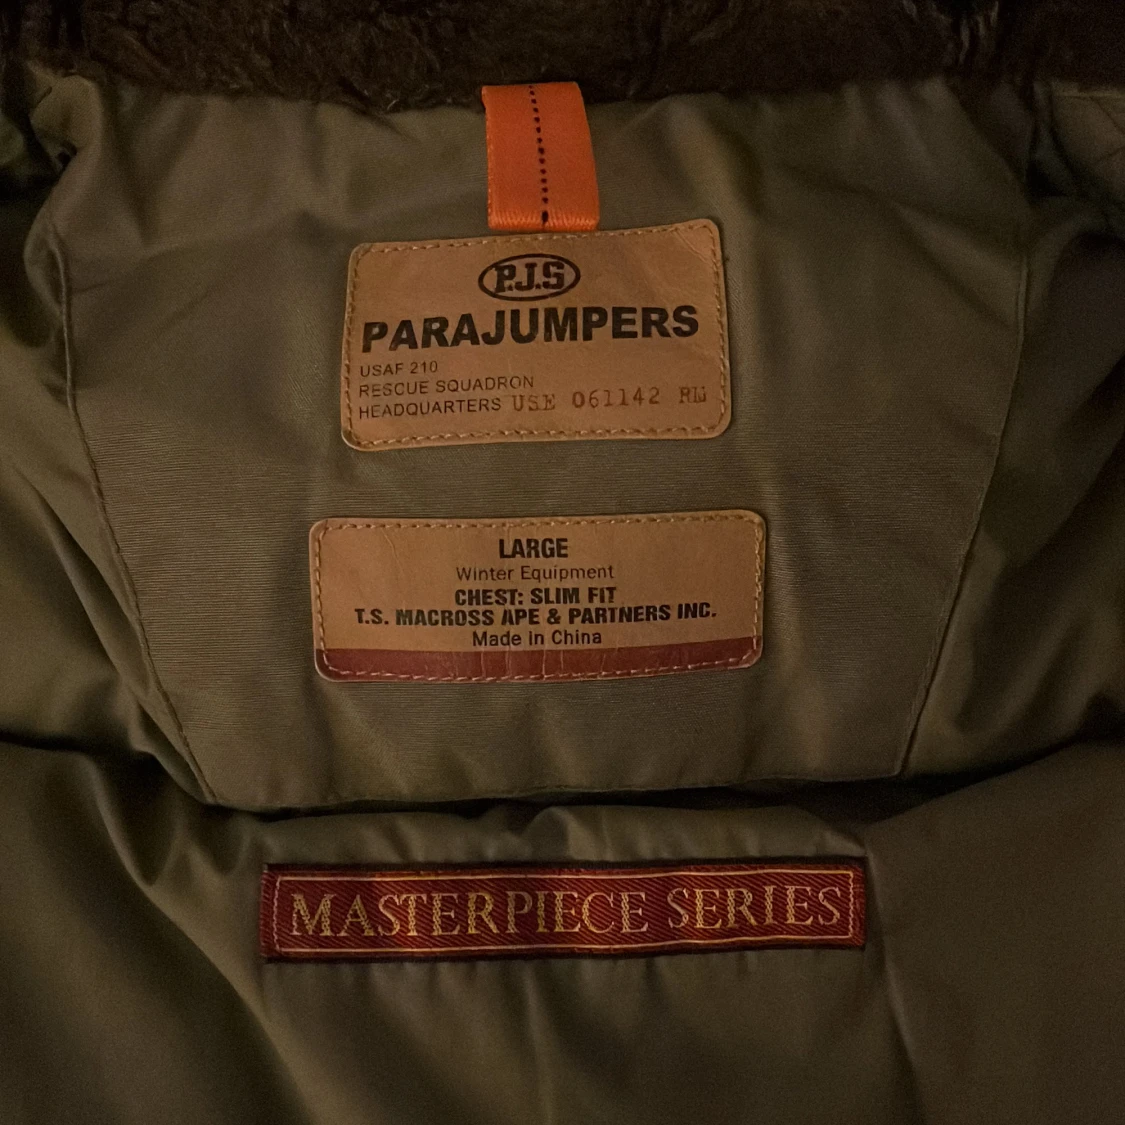 P.J.S
PARAJUMPERS
USAF 210
RESCUE SQUADRON
HEADQUARTERS USE 061142 RW
LARGE
Winter Equipment
CHEST: SLIM FIT
T.S. MACROSS APE & PARTNERS INC.
Made in China
MASTERPIECE SERIES